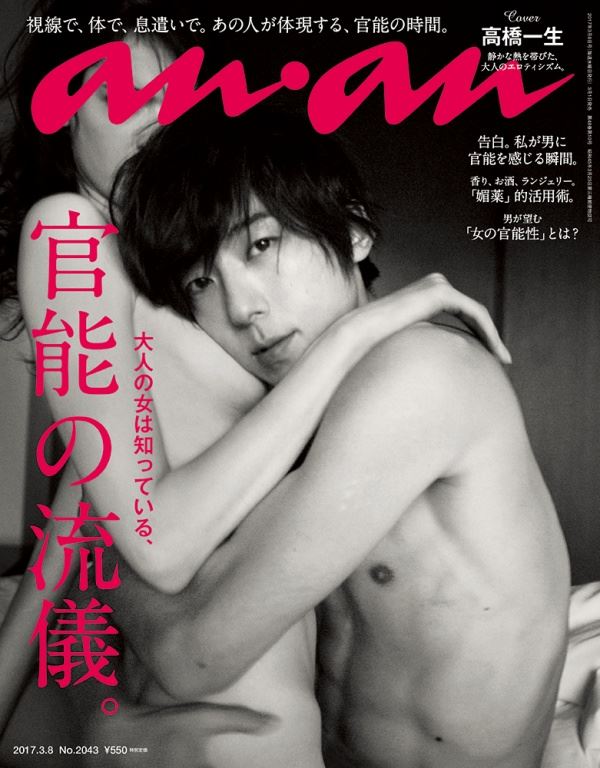 視線で、体で、息遣いで。あの人が体現する、官能の時間。
an・an
Cover
高橋一生
静かな熱を帯びた、
大人のエロティシズム。
告白。私が男に
官能を感じる瞬間。
香り、お酒、ランジェリー。
「媚薬」的活用術。
男が望む
「女の官能性」とは?
大人の女は知っている、
官能の流儀。
2017.3.8 No.2043 ¥550 特別定価